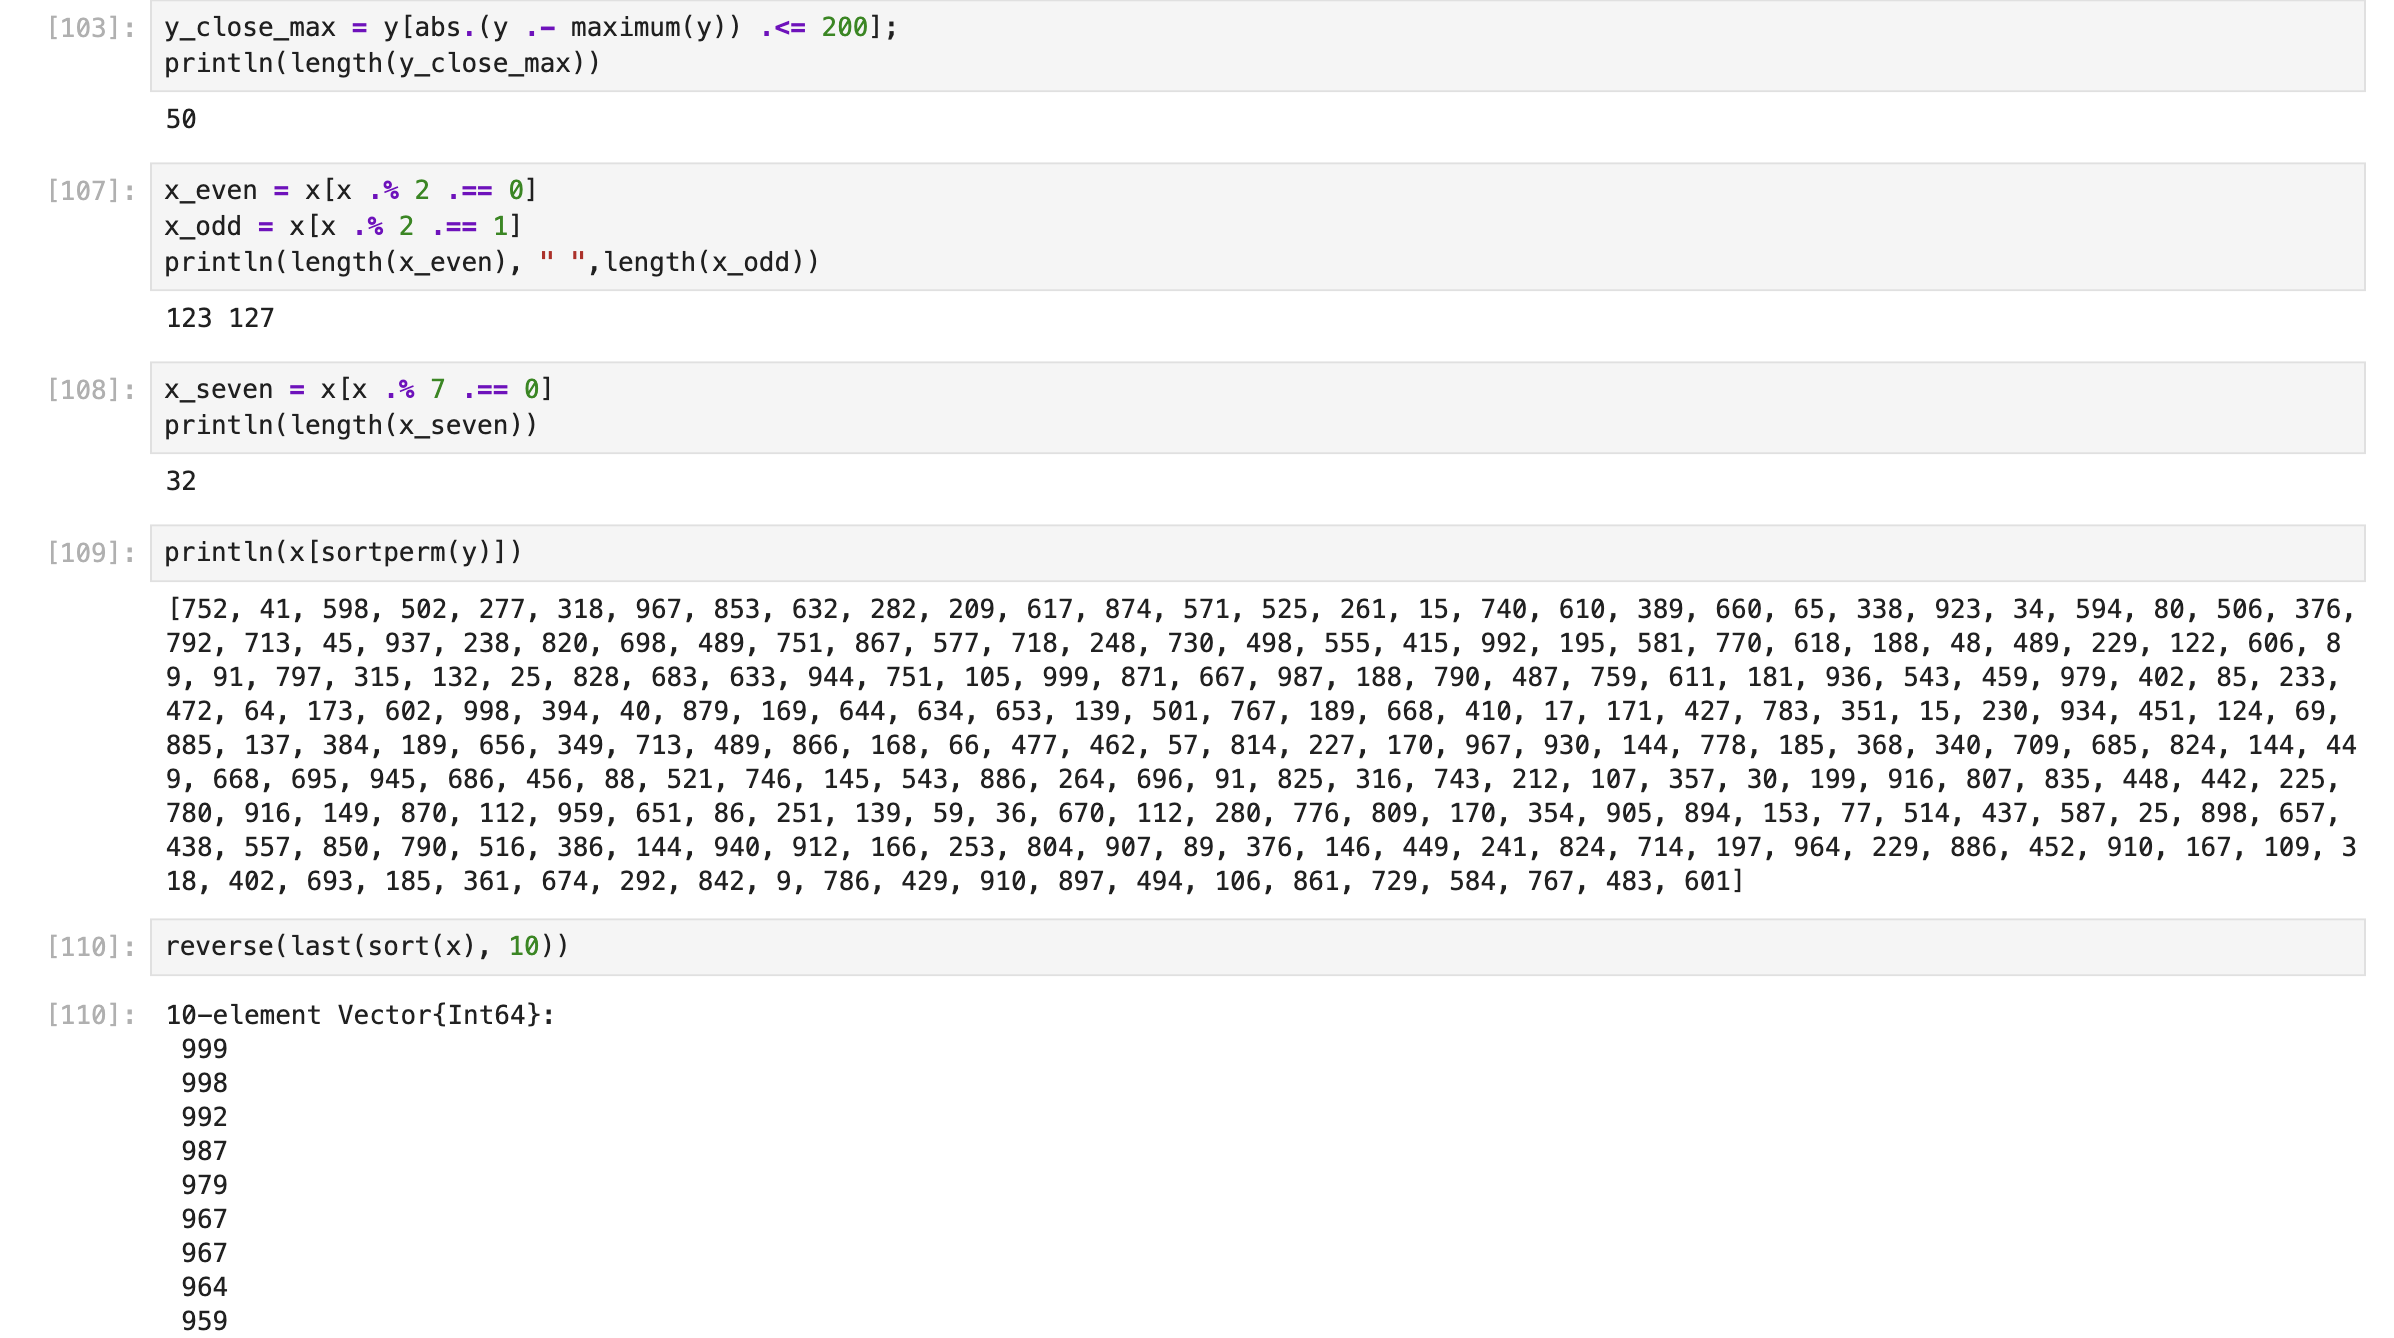 [103]: y_close_max = y[abs.(y .- maximum(y)) .<= 200];
println(length(y_close_max))
50
[107]: x_even = x[x .% 2 .== 0]
x_odd = x[x .% 2 .== 1]
println(length(x_even), " ",length(x_odd))
123 127
[108]: x_seven = x[x .% 7 .== 0]
println(length(x_seven))
32
[109]: println(x[sortperm(y)])
[752, 41, 598, 502, 277, 318, 967, 853, 632, 282, 209, 617, 874, 571, 525, 261, 15, 740, 610, 389, 660, 65, 338, 923, 34, 594, 80, 506, 376,
792, 713, 45, 937, 238, 820, 698, 489, 751, 867, 577, 718, 248, 730, 498, 555, 415, 992, 195, 581, 770, 618, 188, 48, 489, 229, 122, 606, 8
9, 91, 797, 315, 132, 25, 828, 683, 633, 944, 751, 105, 999, 871, 667, 987, 188, 790, 487, 759, 611, 181, 936, 543, 459, 979, 402, 85, 233,
472, 64, 173, 602, 998, 394, 40, 879, 169, 644, 634, 653, 139, 501, 767, 189, 668, 410, 17, 171, 427, 783, 351, 15, 230, 934, 451, 124, 69,
885, 137, 384, 189, 656, 349, 713, 489, 866, 168, 66, 477, 462, 57, 814, 227, 170, 967, 930, 144, 778, 185, 368, 340, 709, 685, 824, 144, 44
9, 668, 695, 945, 686, 456, 88, 521, 746, 145, 543, 886, 264, 696, 91, 825, 316, 743, 212, 107, 357, 30, 199, 916, 807, 835, 448, 442, 225,
780, 916, 149, 870, 112, 959, 651, 86, 251, 139, 59, 36, 670, 112, 280, 776, 809, 170, 354, 905, 894, 153, 77, 514, 437, 587, 25, 898, 657,
438, 557, 850, 790, 516, 386, 144, 940, 912, 166, 253, 804, 907, 89, 376, 146, 449, 241, 824, 714, 197, 964, 229, 886, 452, 910, 167, 109, 3
18, 402, 693, 185, 361, 674, 292, 842, 9, 786, 429, 910, 897, 494, 106, 861, 729, 584, 767, 483, 601]
[110]: reverse(last(sort(x), 10))
[110]: 10-element Vector{Int64}:
999
998
992
987
979
967
967
964
959